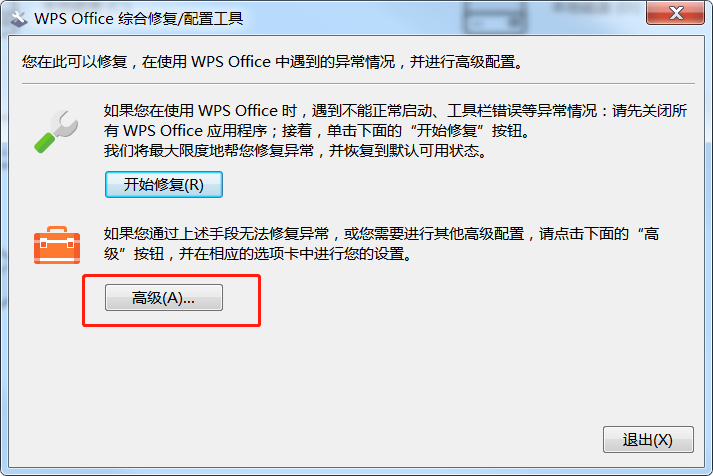 WPS Office 综合修复/配置工具
您在此可以修复，在使用 WPS Office 中遇到的异常情况，并进行高级配置。
如果您在使用 WPS Office 时，遇到不能正常启动、工具栏错误等异常情况：请先关闭所
有 WPS Office 应用程序；接着，单击下面的“开始修复”按钮。
我们将最大限度地帮您修复异常，并恢复到默认可用状态。
开始修复(R)
如果您通过上述手段无法修复异常，或您需要进行其他高级配置，请点击下面的“高
级”按钮，并在相应的选项卡中进行您的设置。
高级(A)...
退出(X)